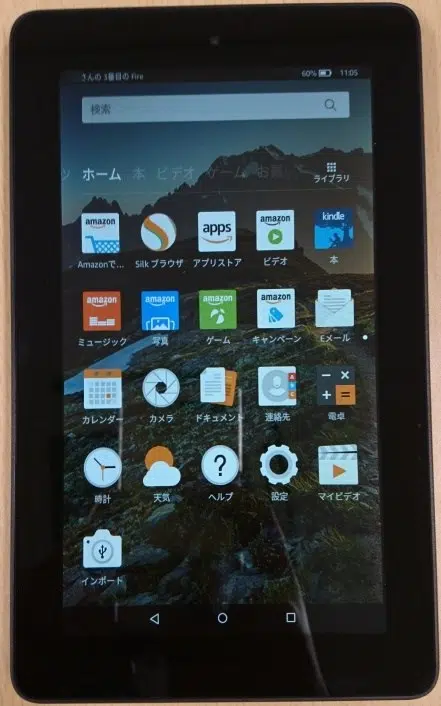 さんの 3番目の Fire 60% 11:05
検索
ホーム 本 ビデオ ゲーム お買い
ライブラリ
amazon apps amazon kindle
Amazonで... Silk ブラウザ アプリストア ビデオ 本
amazon amazon amazon amazon
ミュージック 写真 ゲーム キャンペーン Eメール
カレンダー カメラ ドキュメント 連絡先 電卓
時計 天気 ヘルプ 設定 マイビデオ
インポート